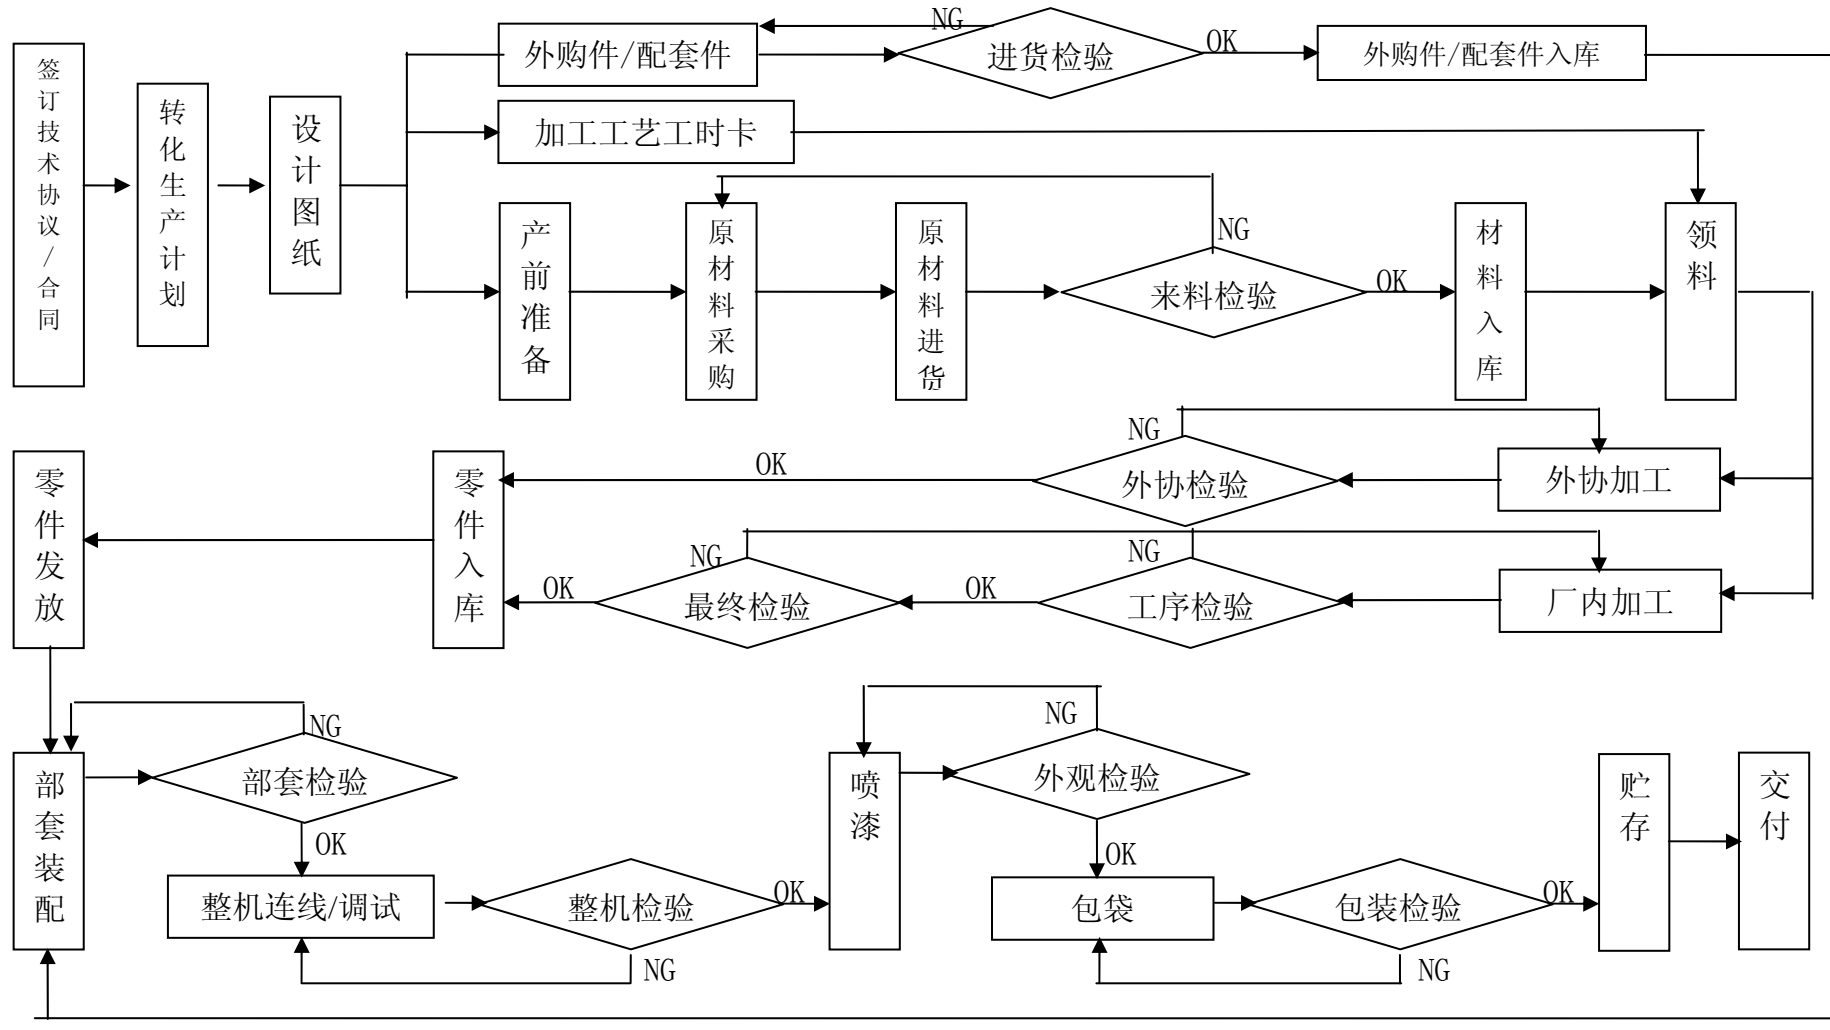 签订技术协议/合同
转化生产计划
设计图纸
外购件/配套件
NG
进货检验
OK
外购件/配套件入库
加工工艺工时卡
产前准备
原材料采购
原材料进货
NG
来料检验
OK
材料入库
领料
零件发放
零件入库
OK
NG
外协检验
外协加工
OK
NG
最终检验
OK
NG
工序检验
厂内加工
部套装配
NG
部套检验
OK
整机连线/调试
整机检验
OK
NG
喷漆
NG
外观检验
OK
包袋
包装检验
OK
NG
贮存
交付